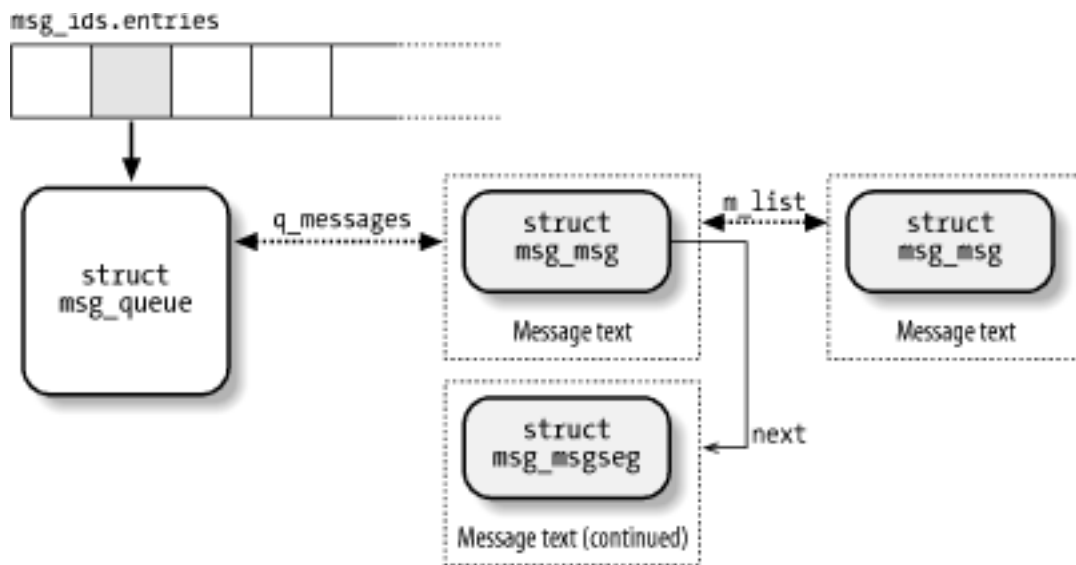 msg_ids.entries
q_messages
struct
msg_queue
struct
msg_msg
Message text
m_list
struct
msg_msg
Message text
next
struct
msg_msgseg
Message text (continued)